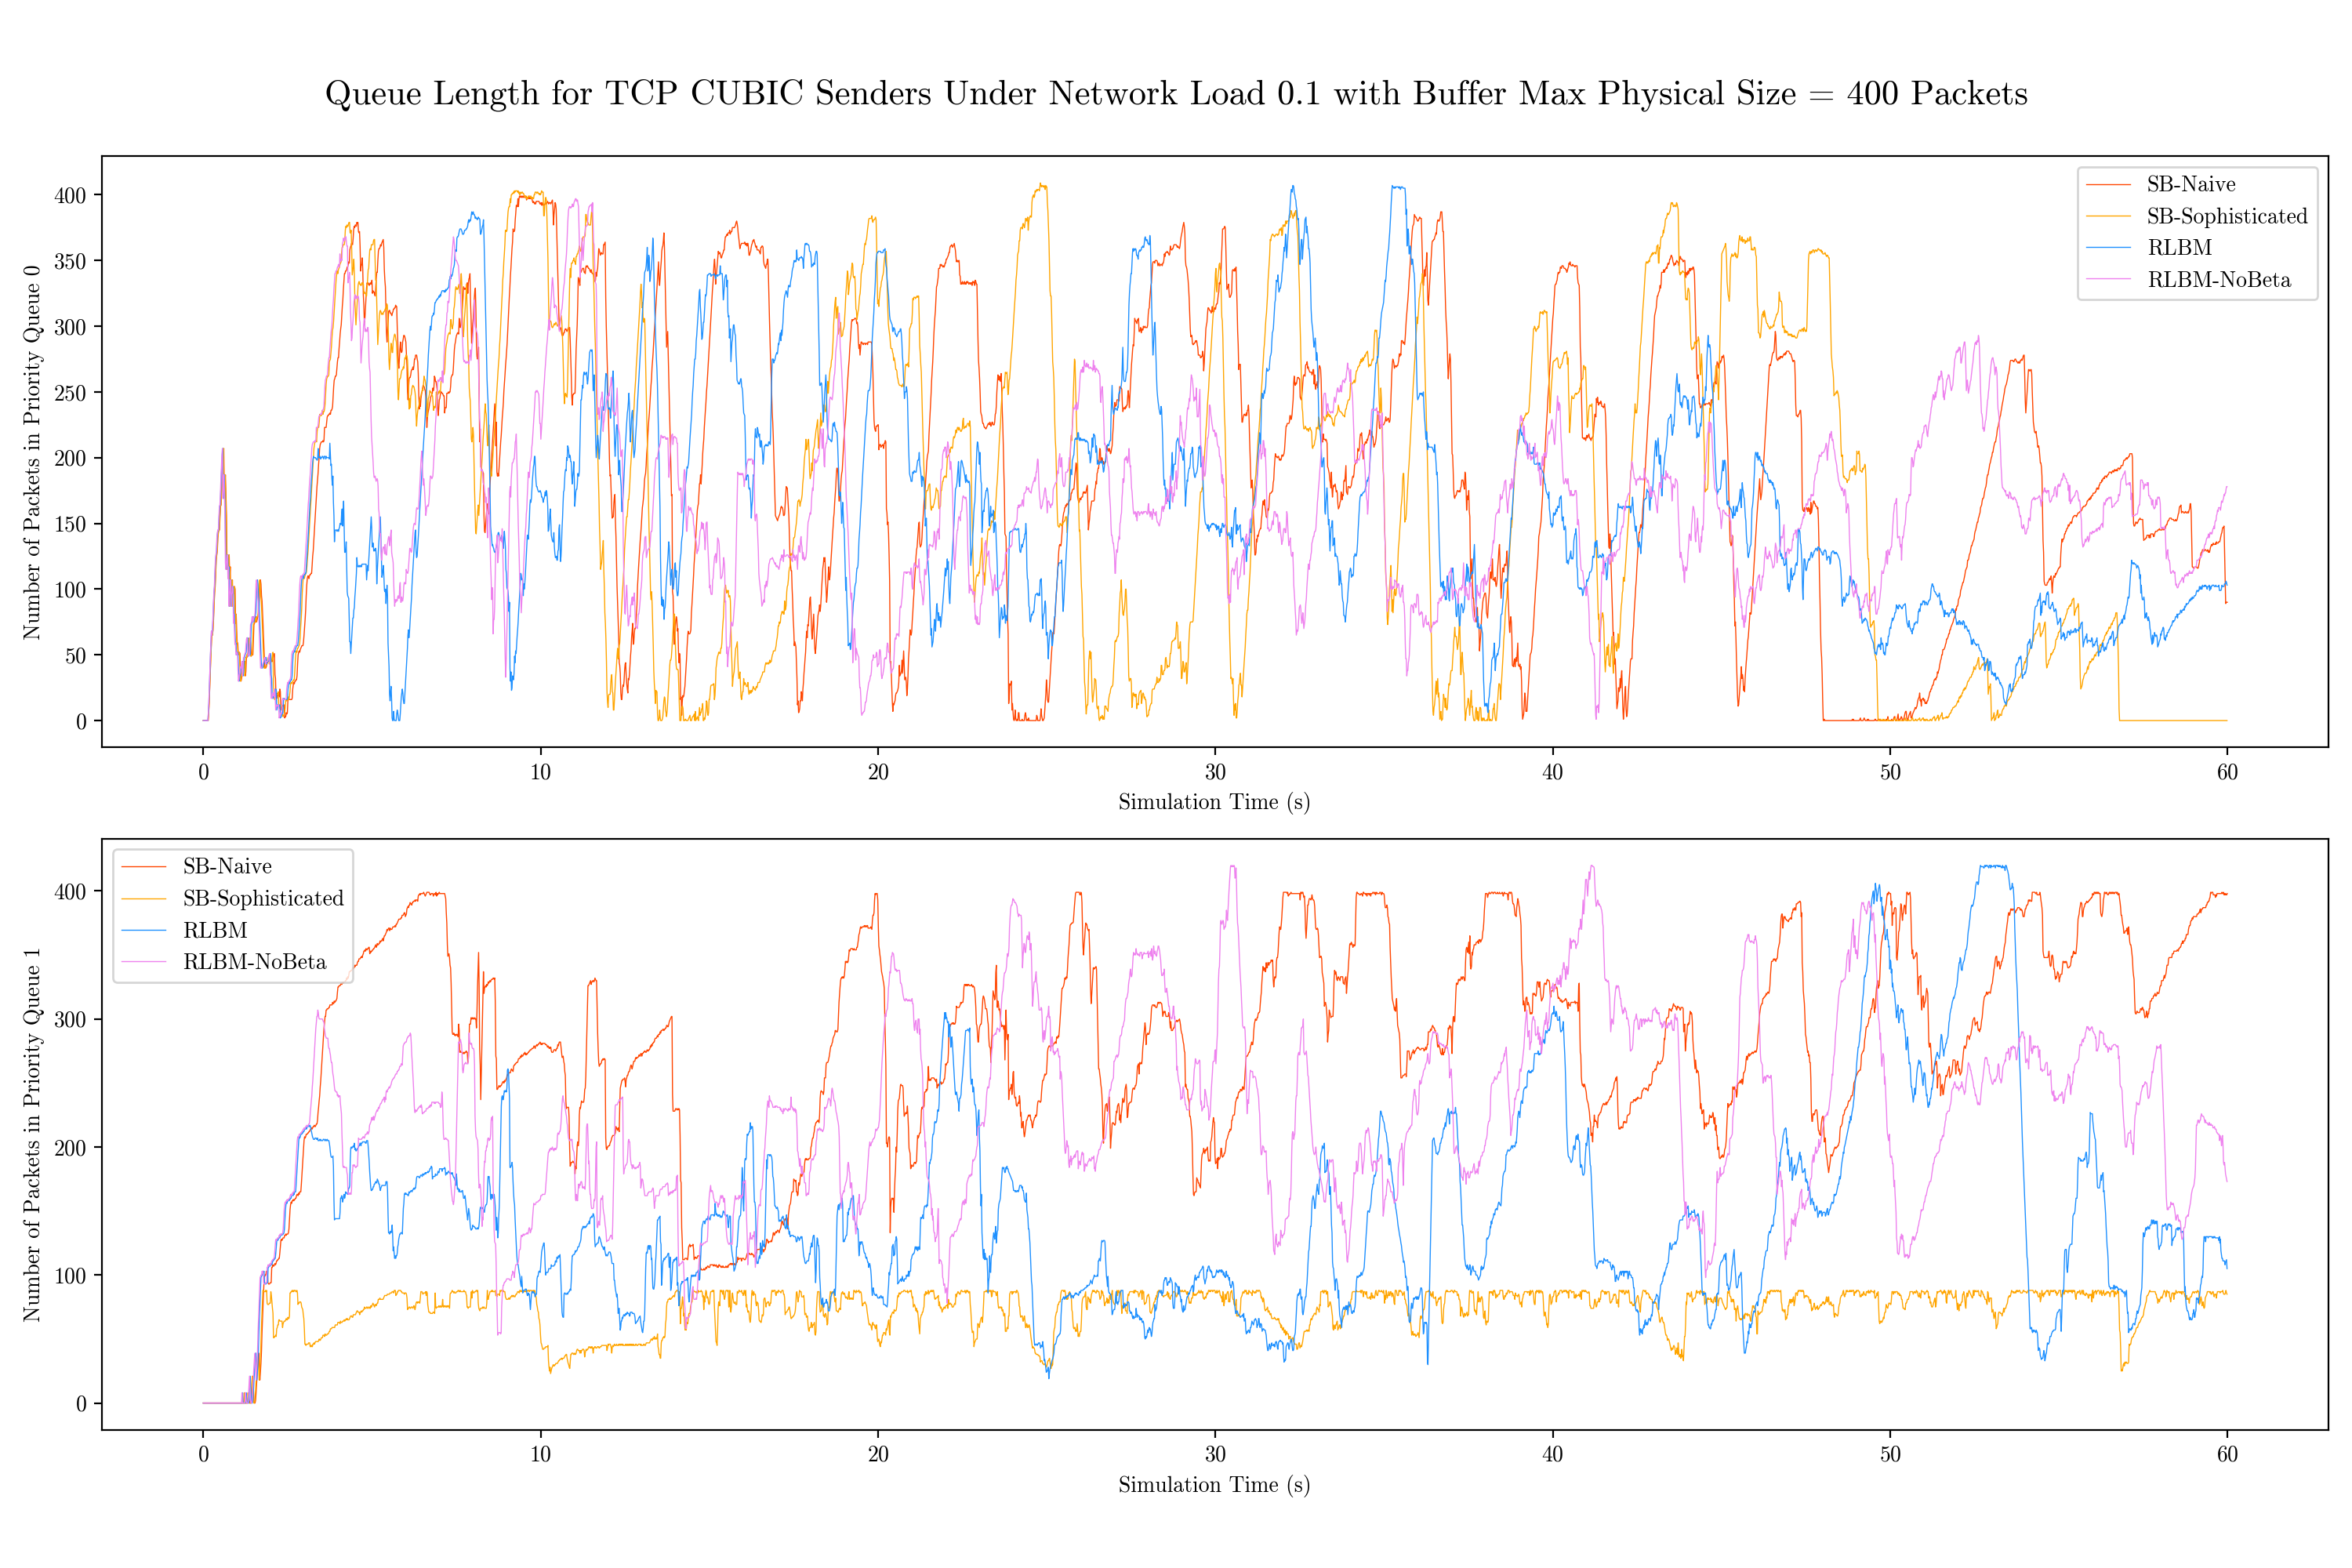 Queue Length for TCP CUBIC Senders Under Network Load 0.1 with Buffer Max Physical Size = 400 Packets
Number of Packets in Priority Queue 0
400
350
300
250
200
150
100
50
0
SB-Naive
SB-Sophisticated
RLBM
RLBM-NoBeta
0 10 20 30 40 50 60
Simulation Time (s)
Number of Packets in Priority Queue 1
400
300
200
100
0
SB-Naive
SB-Sophisticated
RLBM
RLBM-NoBeta
0 10 20 30 40 50 60
Simulation Time (s)